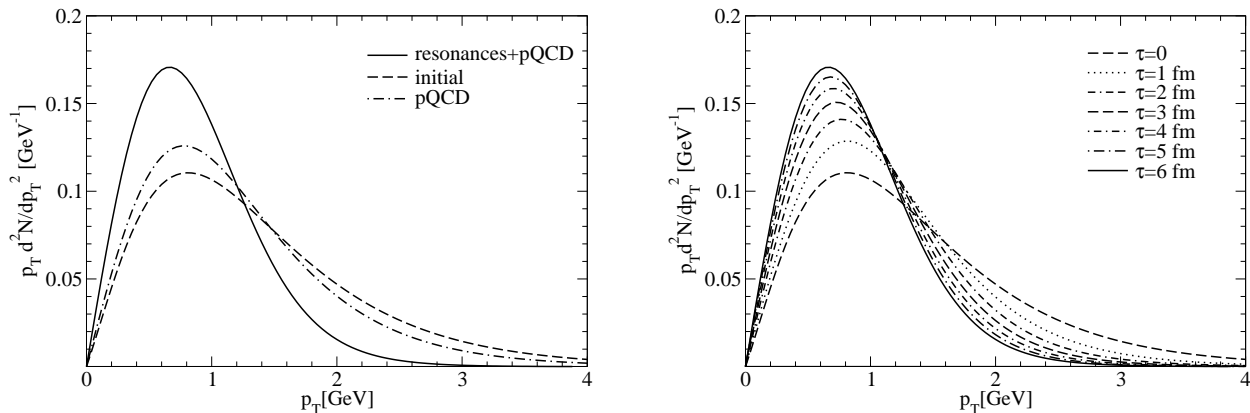 0.2
0.15
0.1
0.05
0
1
2
3
4
p_T[GeV]
p_T d^2N/dp_T^2 [GeV^-1]
resonances+pQCD
initial
pQCD
0.2
0.15
0.1
0.05
0
1
2
3
4
p_T[GeV]
p_T d^2N/dp_T^2 [GeV^-1]
τ=0
τ=1 fm
τ=2 fm
τ=3 fm
τ=4 fm
τ=5 fm
τ=6 fm